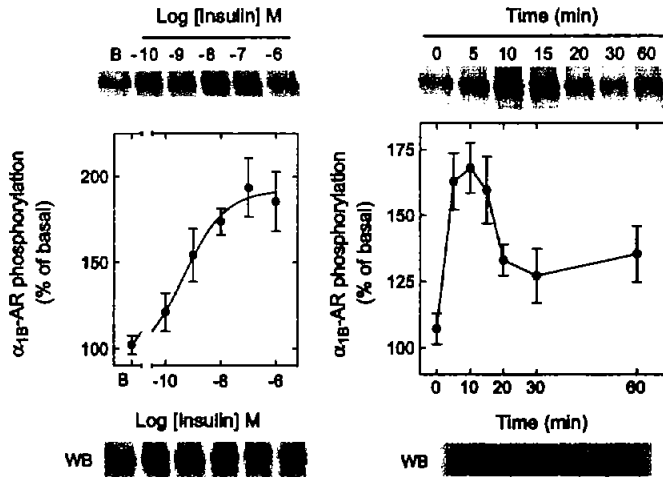 Log [Insulin] M
B -10 -9 -8 -7 -6
α1B-AR phosphorylation
(% of basal)
200
150
100
B -10 -8 -6
Log [Insulin] M
WB
Time (min)
0 5 10 15 20 30 60
α1B-AR phosphorylation
(% of basal)
175
150
125
100
0 10 20 30 60
Time (min)
WB